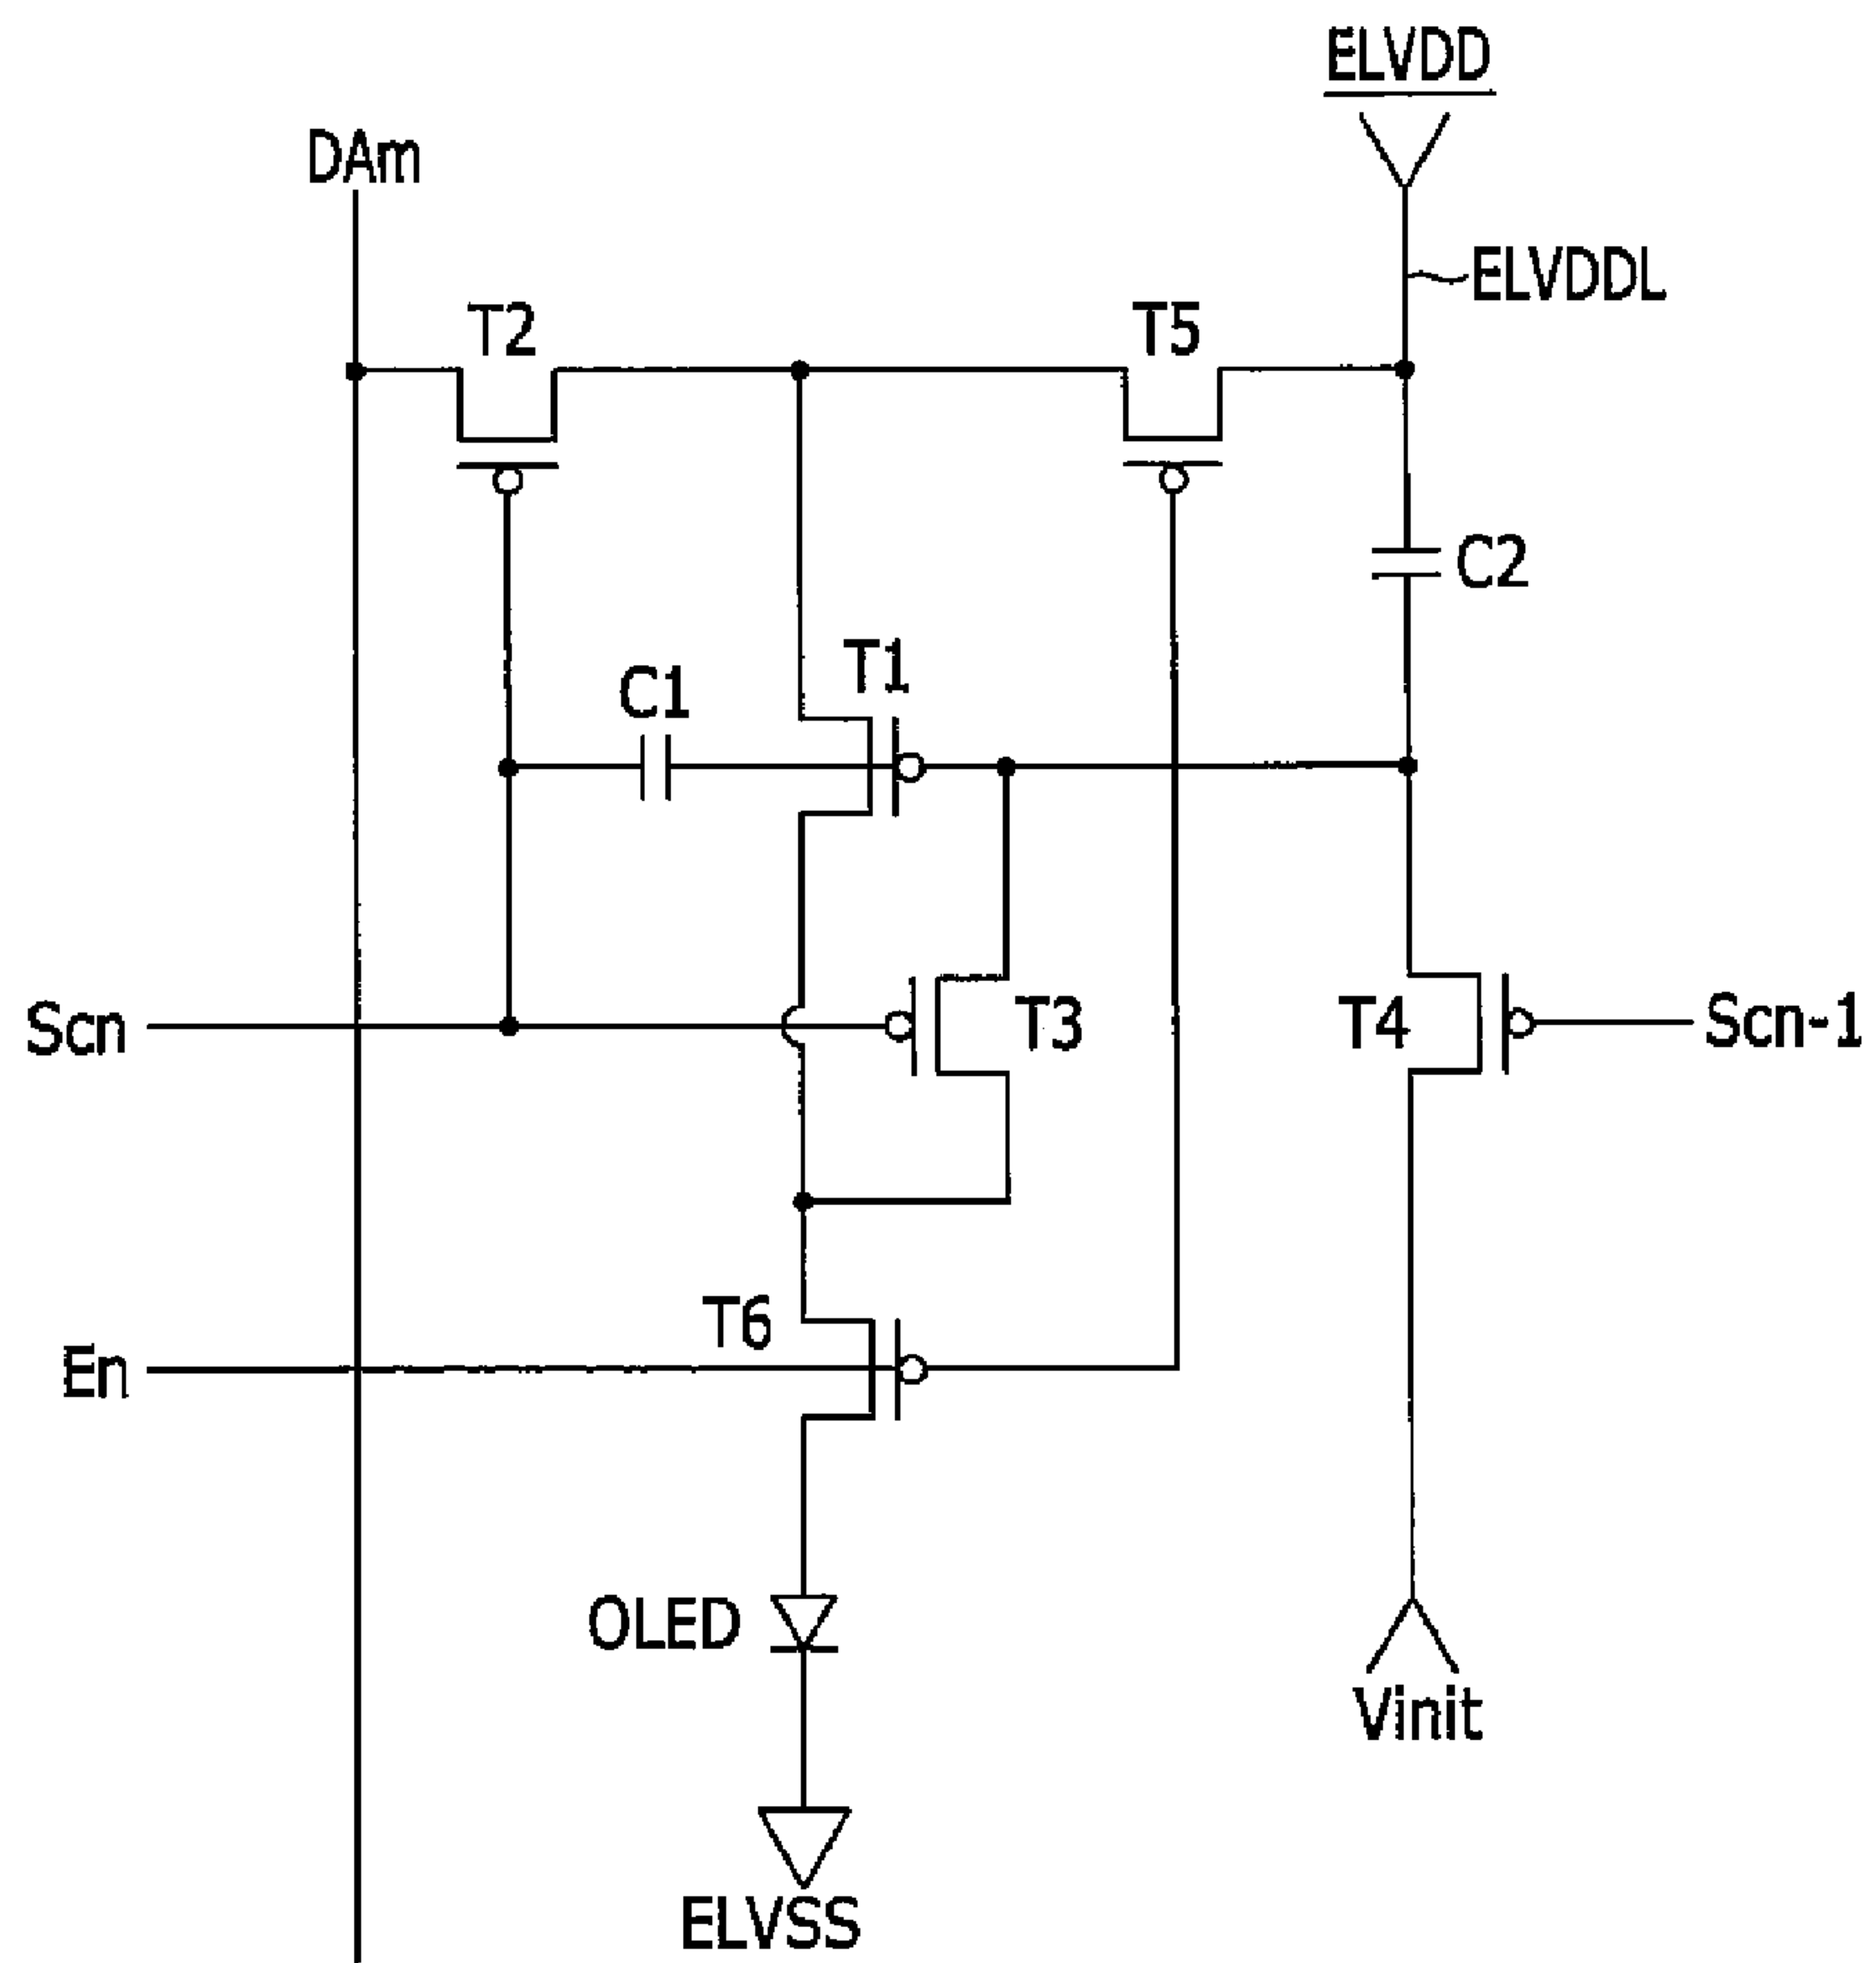 ELVDD
DAm
ELVDDL
T2
T5
C2
T1
C1
Scn
T3
T4
Scn-1
T6
En
OLED
Vinit
ELVSS